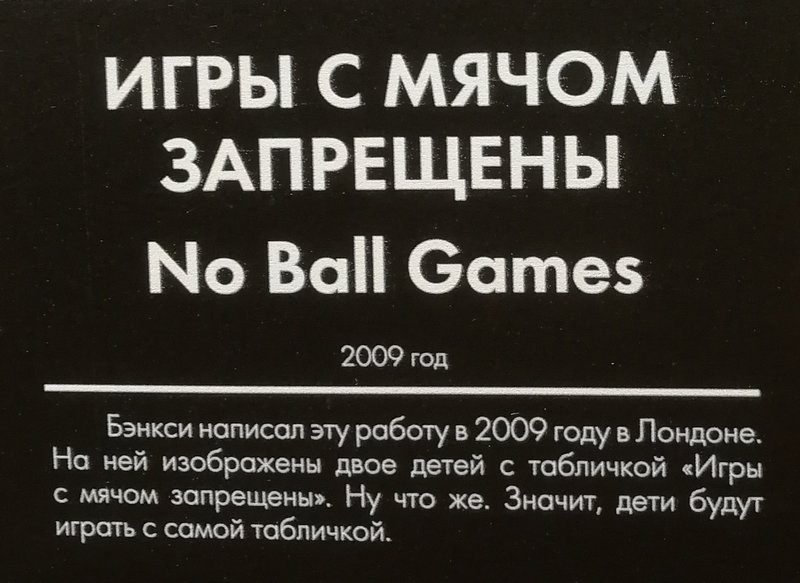 ИГРЫ С МЯЧОМ
ЗАПРЕЩЕНЫ
No Ball Games
2009 год
Бэнкси написал эту работу в 2009 году в Лондоне.
На ней изображены двое детей с табличкой «Игры
с мячом запрещены». Ну что же. Значит, дети будут
играть с самой табличкой.